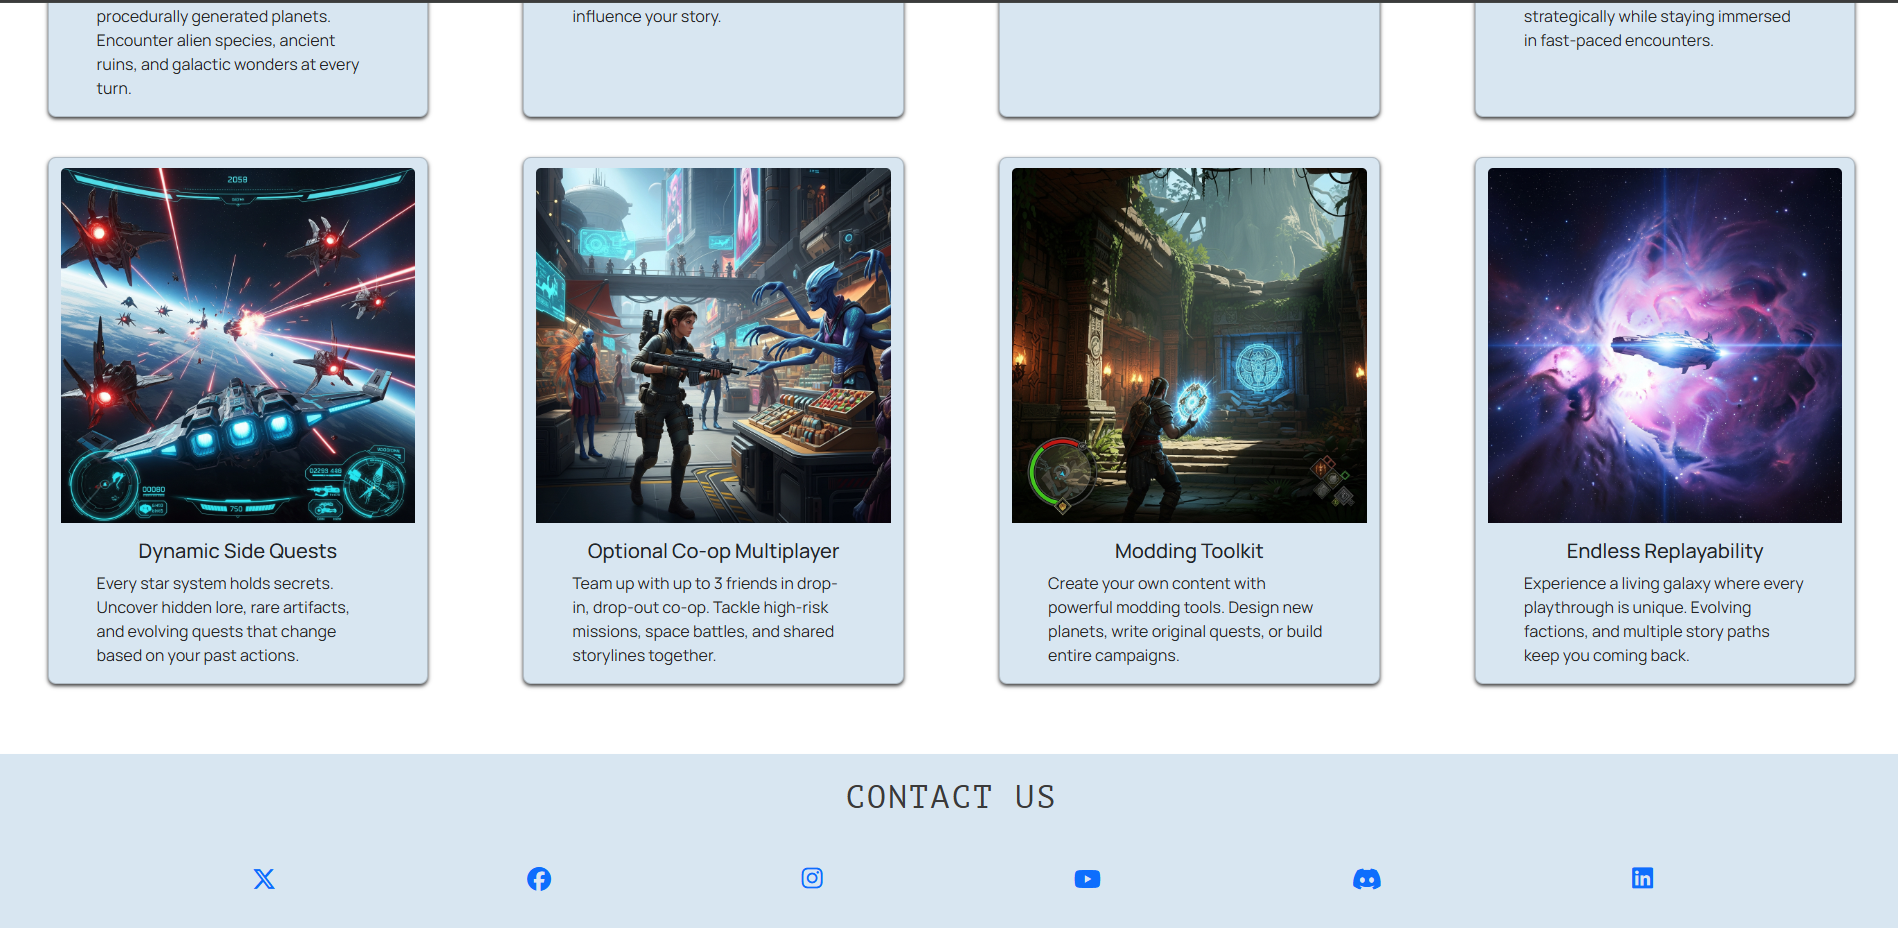 procedurally generated planets.
Encounter alien species, ancient
ruins, and galactic wonders at every
turn.
influence your story.
strategically while staying immersed
in fast-paced encounters.
2059
00080
750
02299 448
Dynamic Side Quests
Every star system holds secrets.
Uncover hidden lore, rare artifacts,
and evolving quests that change
based on your past actions.
Optional Co-op Multiplayer
Team up with up to 3 friends in drop-
in, drop-out co-op. Tackle high-risk
missions, space battles, and shared
storylines together.
Modding Toolkit
Create your own content with
powerful modding tools. Design new
planets, write original quests, or build
entire campaigns.
Endless Replayability
Experience a living galaxy where every
playthrough is unique. Evolving
factions, and multiple story paths
keep you coming back.
CONTACT US